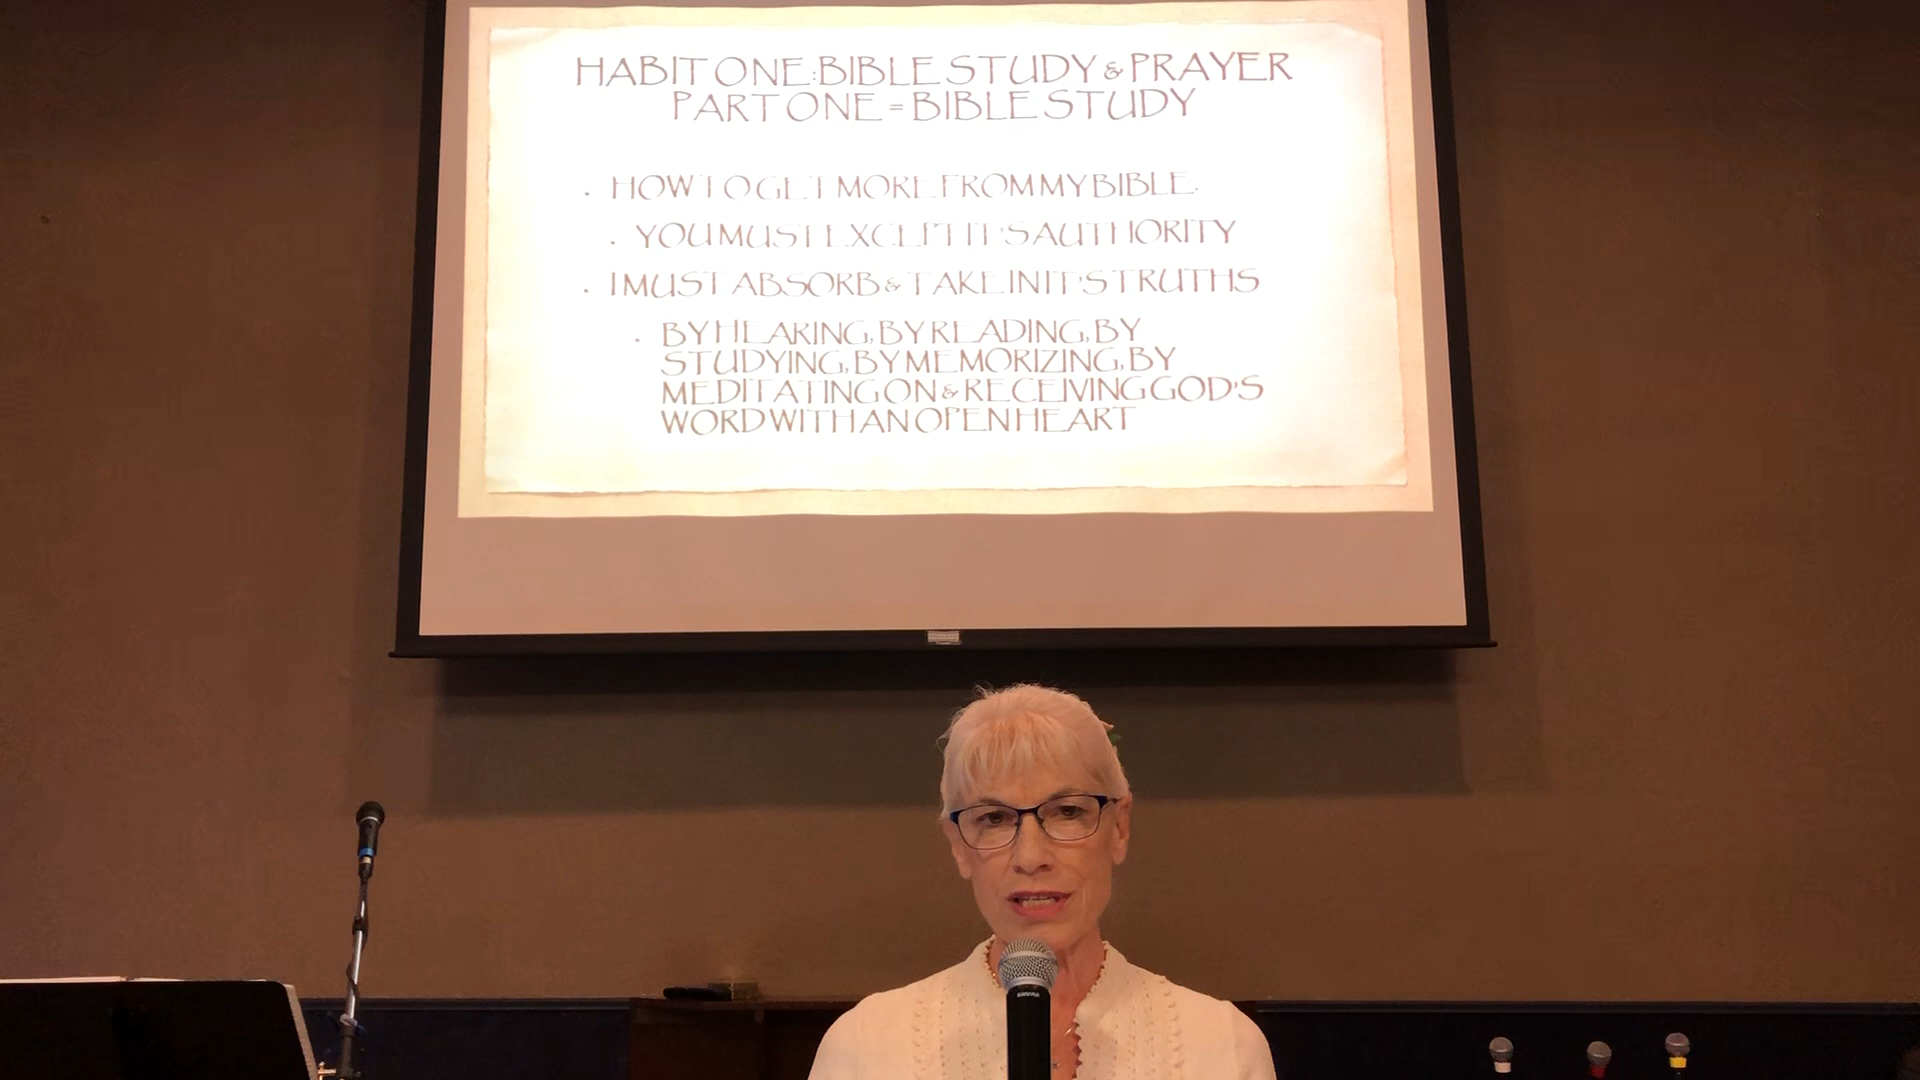 HABIT ONE: BIBLE STUDY & PRAYER
PART ONE = BIBLE STUDY
• HOW TO GET MORE FROM MY BIBLE.
• YOU MUST EXCEPT IT'S AUTHORITY
• I MUST ABSORB & TAKE IN IT'S TRUTHS
• BY HEARING, BY READING, BY
STUDYING, BY MEMORIZING, BY
MEDITATING ON & RECEIVING GOD'S
WORD WITH AN OPEN HEART
SHURE